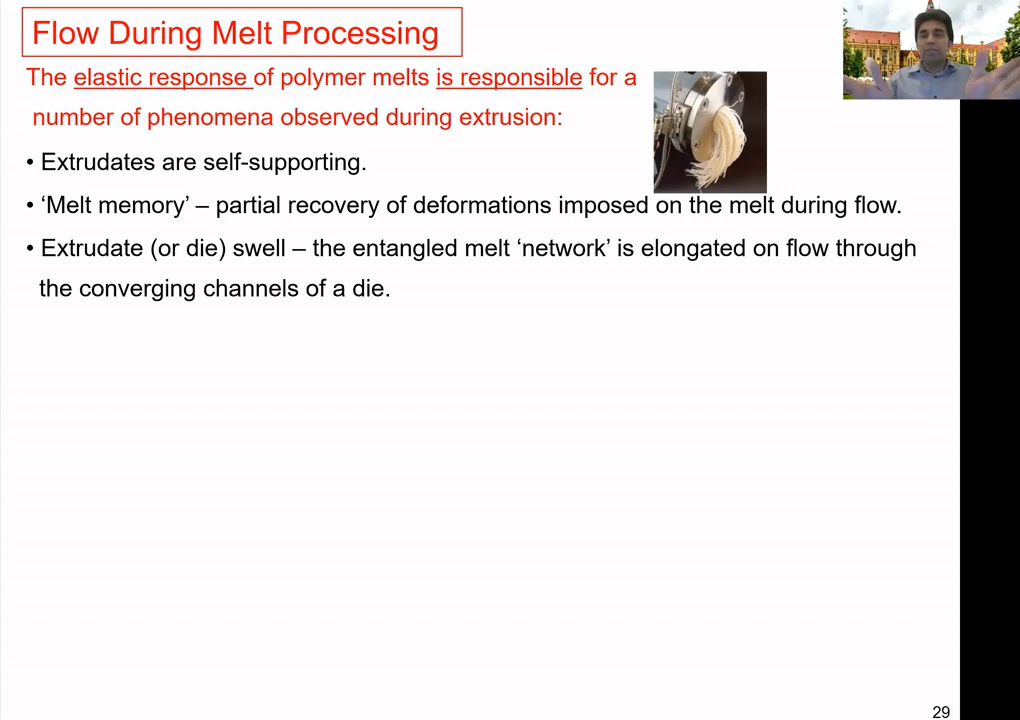 Flow During Melt Processing
The elastic response of polymer melts is responsible for a
number of phenomena observed during extrusion:
• Extrudates are self-supporting.
• ‘Melt memory’ – partial recovery of deformations imposed on the melt during flow.
• Extrudate (or die) swell – the entangled melt ‘network’ is elongated on flow through
the converging channels of a die.
29